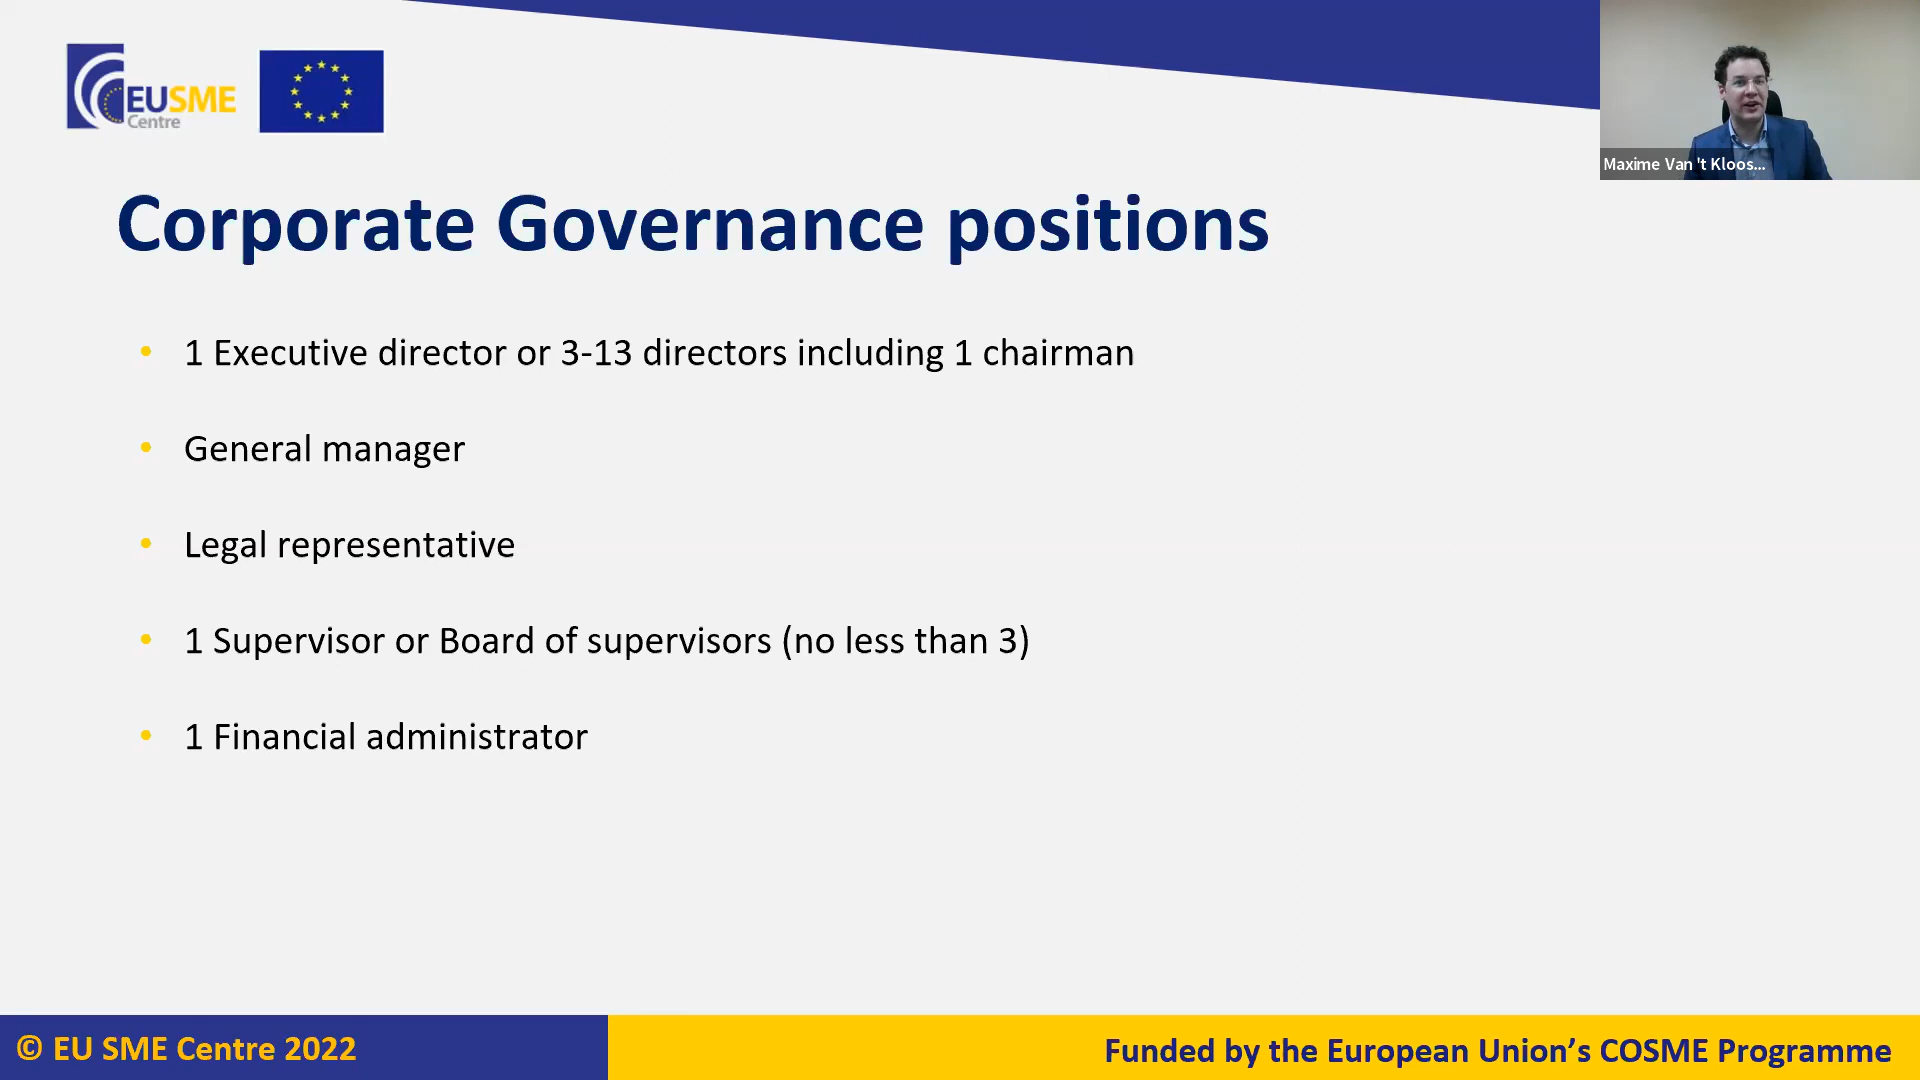 EUSME
Centre
Maxime Van 't Kloos...
Corporate Governance positions
• 1 Executive director or 3-13 directors including 1 chairman
• General manager
• Legal representative
• 1 Supervisor or Board of supervisors (no less than 3)
• 1 Financial administrator
© EU SME Centre 2022
Funded by the European Union’s COSME Programme